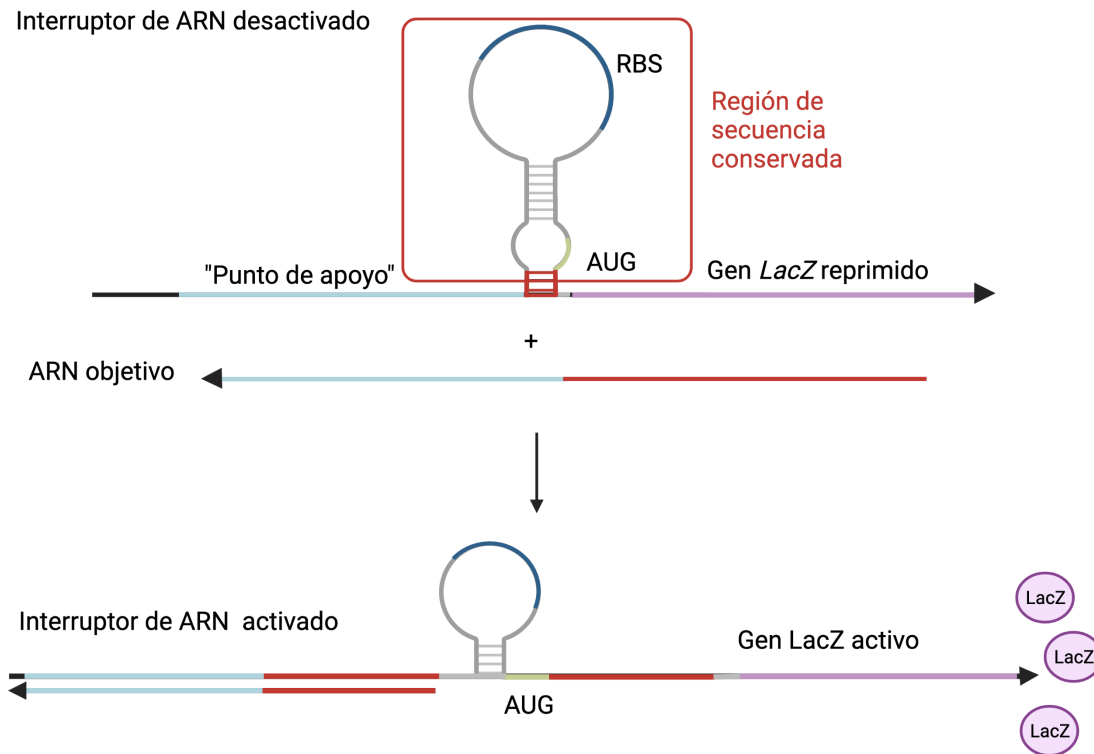 Interruptor de ARN desactivado
RBS
Región de
secuencia
conservada
"Punto de apoyo"
AUG
Gen LacZ reprimido
+
ARN objetivo
Interruptor de ARN activado
Gen LacZ activo
AUG
LacZ
LacZ
LacZ